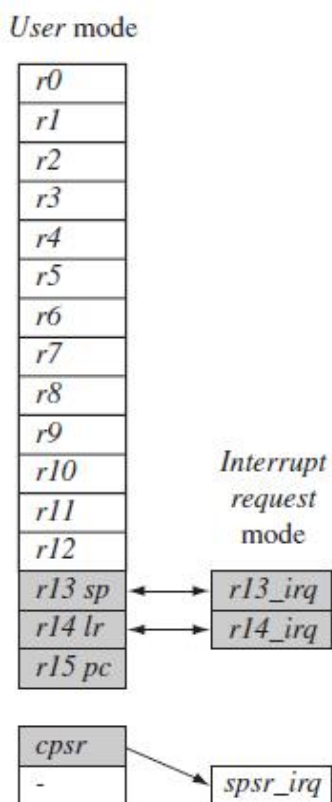 User mode
r0
r1
r2
r3
r4
r5
r6
r7
r8
r9
r10
r11
r12
r13 sp
r14 lr
r15 pc
cpsr
-
Interrupt
request
mode
r13_irq
r14_irq
spsr_irq